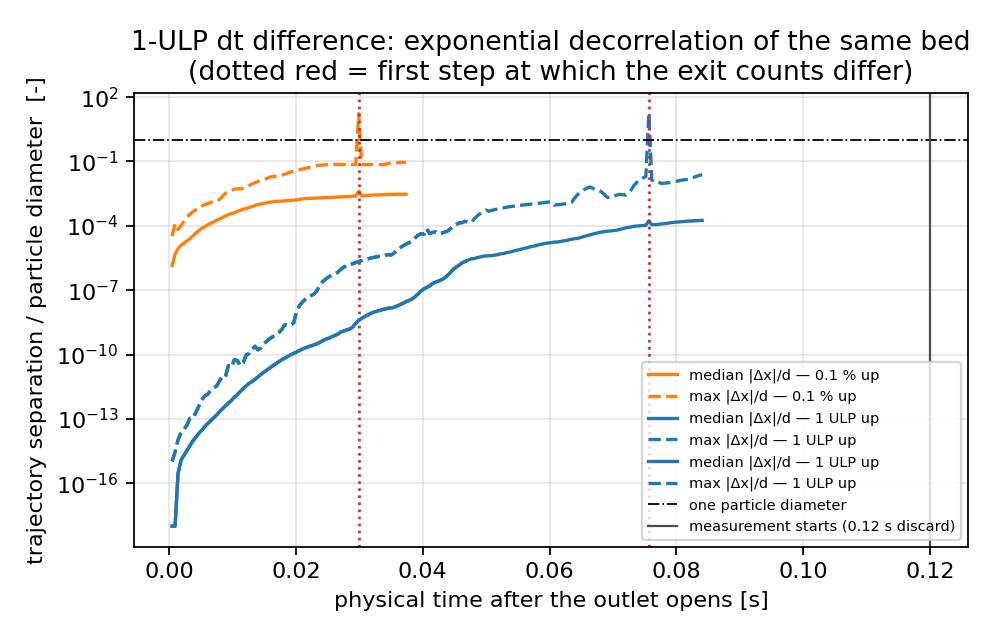 1-ULP dt difference: exponential decorrelation of the same bed
(dotted red = first step at which the exit counts differ)
trajectory separation / particle diameter [-]
10²
10⁻¹
10⁻⁴
10⁻⁷
10⁻¹⁰
10⁻¹³
10⁻¹⁶
median |Δx|/d — 0.1 % up
max |Δx|/d — 0.1 % up
median |Δx|/d — 1 ULP up
max |Δx|/d — 1 ULP up
median |Δx|/d — 1 ULP up
max |Δx|/d — 1 ULP up
one particle diameter
measurement starts (0.12 s discard)
0.00 0.02 0.04 0.06 0.08 0.10 0.12
physical time after the outlet opens [s]